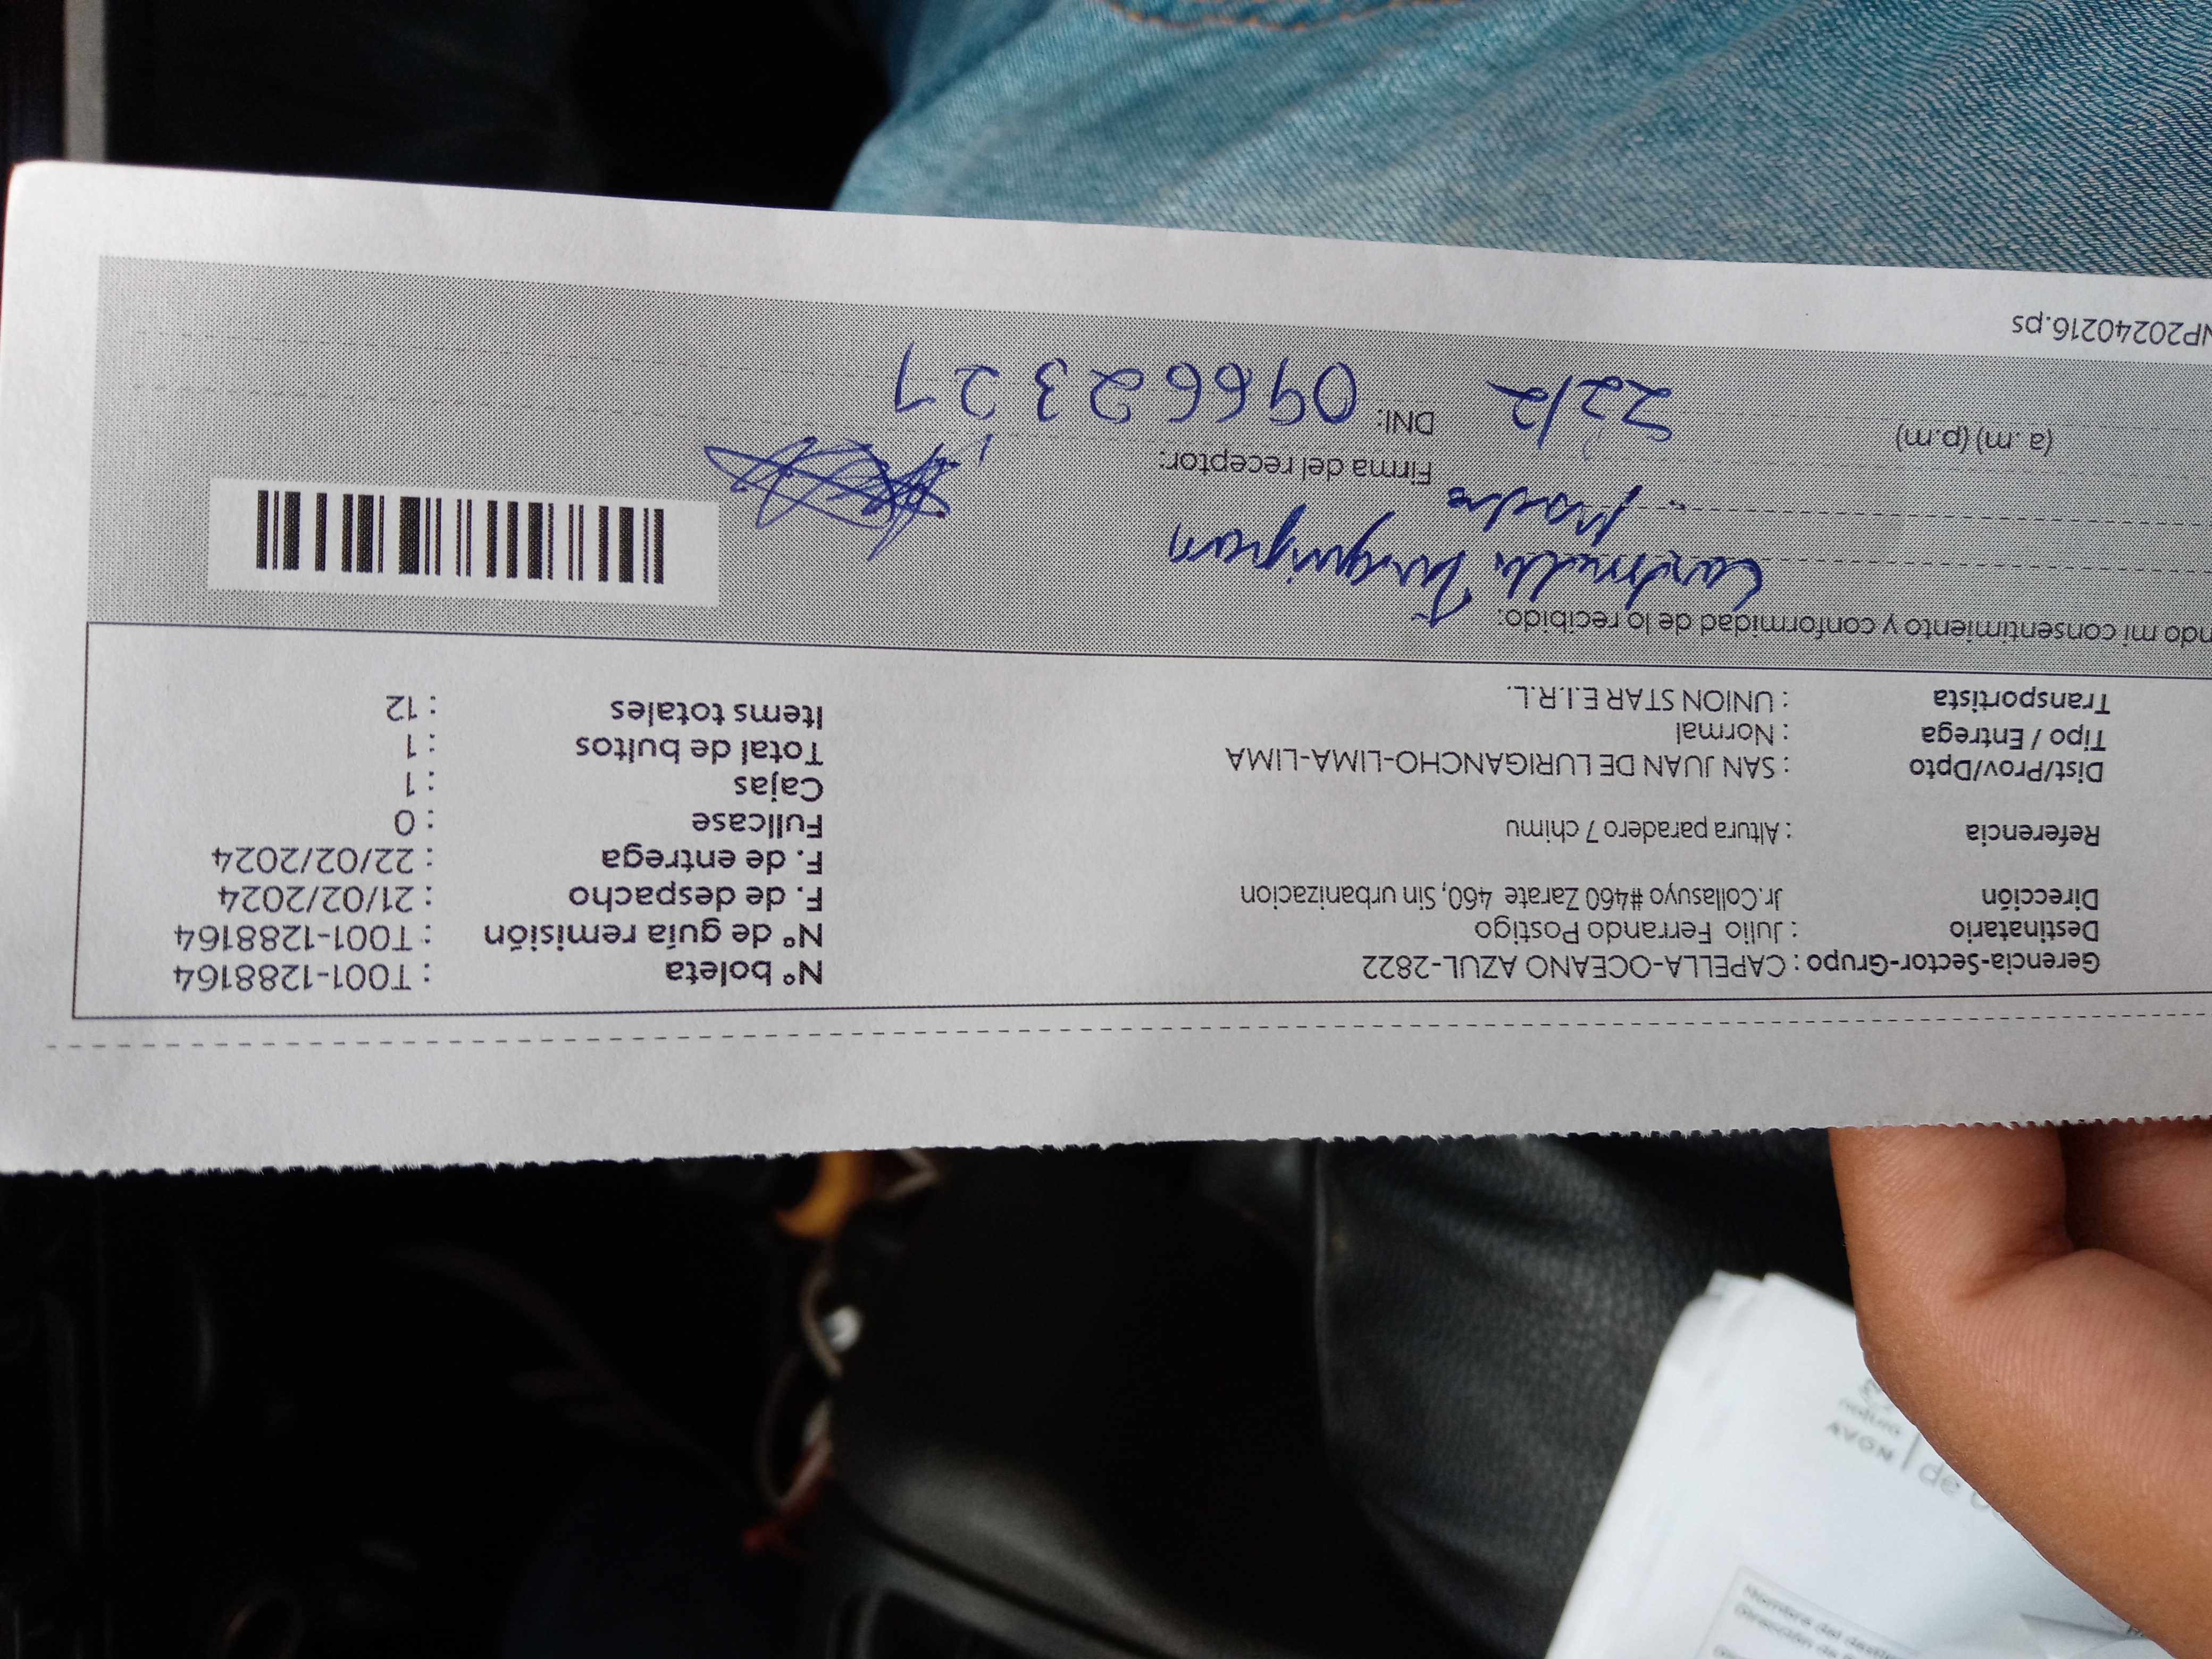 Gerencia-Sector-Grupo : CAPELLA-OCEANO AZUL-2822
Destinatario : Julio Ferrando Postigo
Dirección Jr.Collasuyo #460 Zarate 460, Sin urbanizacion
Referencia : Altura paradero 7 chimu
Dist/Prov/Dpto : SAN JUAN DE LURIGANCHO-LIMA-LIMA
Tipo / Entrega : Normal
Transportista : UNION STAR E.I.R.L.
N° boleta : T001-1288164
N° de guía remisión : T001-1288164
F. de despacho : 21/02/2024
F. de entrega : 22/02/2024
Fullcase : 0
Cajas : 1
Total de bultos : 1
Items totales : 12
ndo mi consentimiento y conformidad de lo recibido:
Firma del receptor:
(a .m) (p.m) 22/2 DNI: 09662327
NP20240216.ps
natura
AVON
de